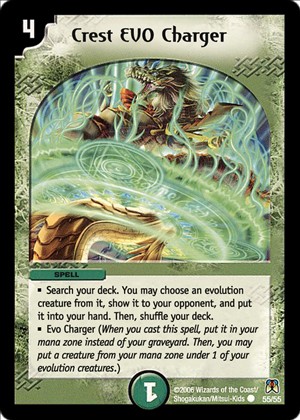 4
Crest EVO Charger
SPELL
▪ Search your deck. You may choose an evolution
creature from it, show it to your opponent, and put
it into your hand. Then, shuffle your deck.
▪ Evo Charger (When you cast this spell, put it in your
mana zone instead of your graveyard. Then, you may
put a creature from your mana zone under 1 of your
evolution creatures.)
1
©2006 Wizards of the Coast/
Shogakukan/Mitsui-Kids ● 55/55